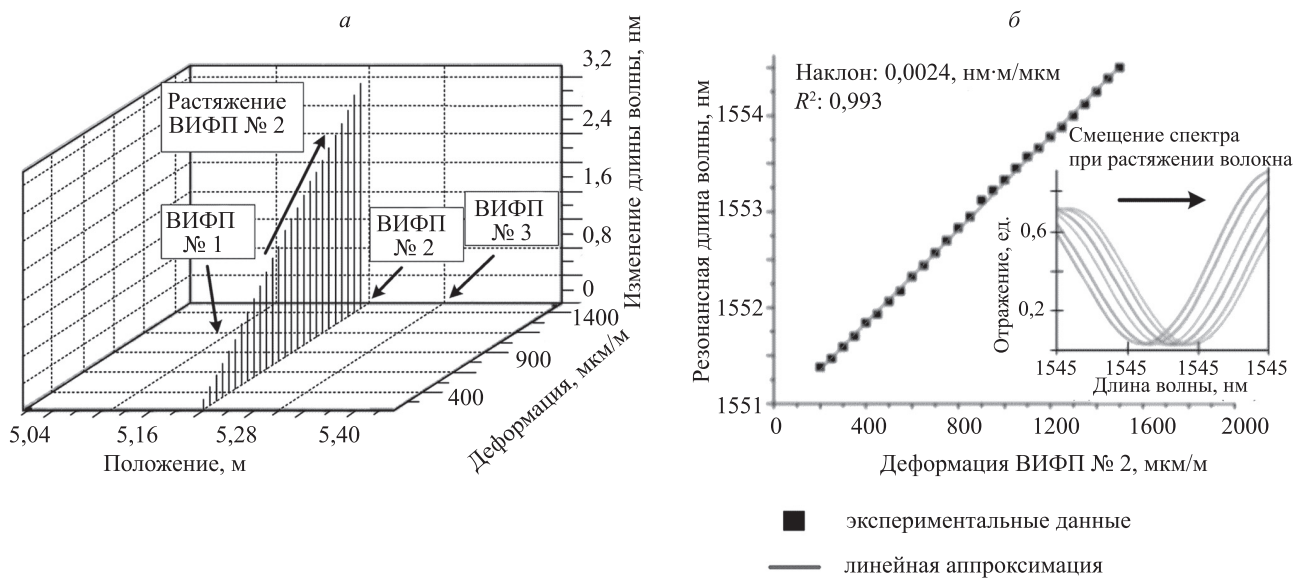 а
Растяжение
ВИФП № 2
ВИФП
№ 1
ВИФП
№ 2
ВИФП
№ 3
3,2
2,4
1,6
0,8
0
Изменение длины волны, нм
1400
900
400
Деформация, мкм/м
5,04
5,16
5,28
5,40
Положение, м
б
Наклон: 0,0024, нм·м/мкм
R²: 0,993
Резонансная длина волны, нм
1554
1553
1552
1551
Смещение спектра
при растяжении волокна
Отражение, ед.
0,6
0,2
1545
1545
1545
1545
Длина волны, нм
0
400
800
1200
1600
2000
Деформация ВИФП № 2, мкм/м
экспериментальные данные
линейная аппроксимация